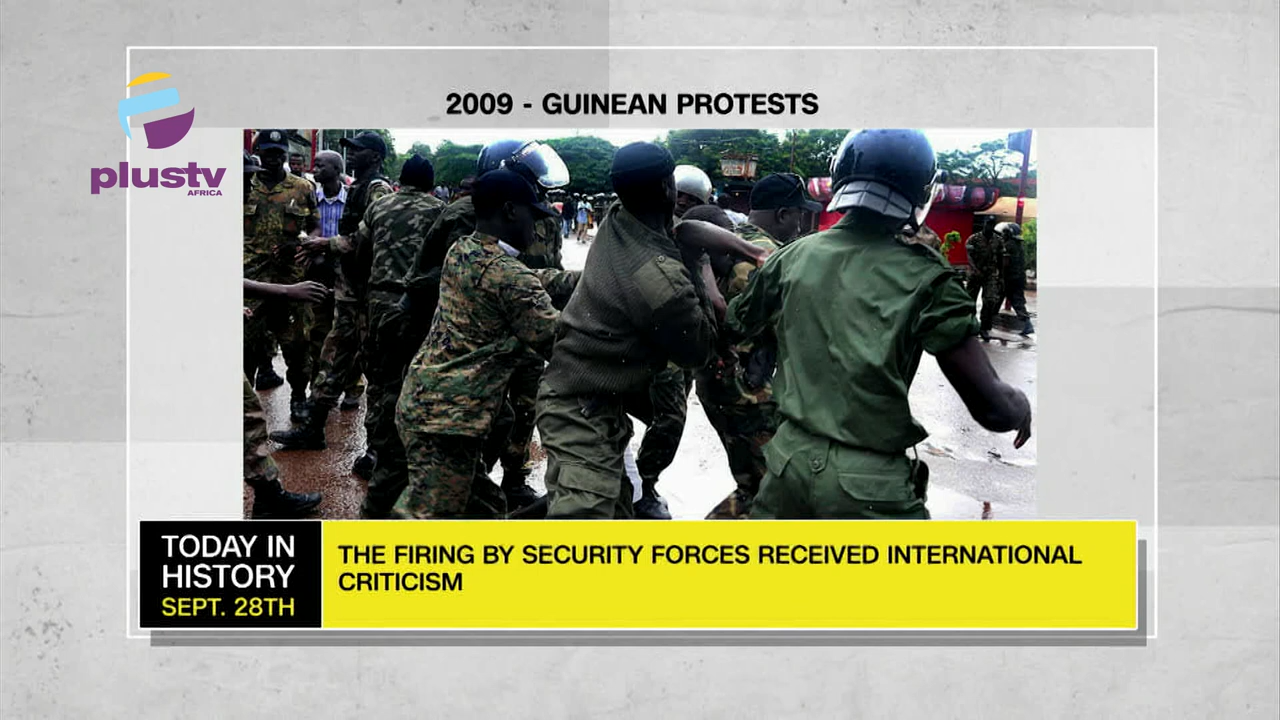 2009 - GUINEAN PROTESTS
plustv
AFRICA
TODAY IN
HISTORY
SEPT. 28TH
THE FIRING BY SECURITY FORCES RECEIVED INTERNATIONAL
CRITICISM